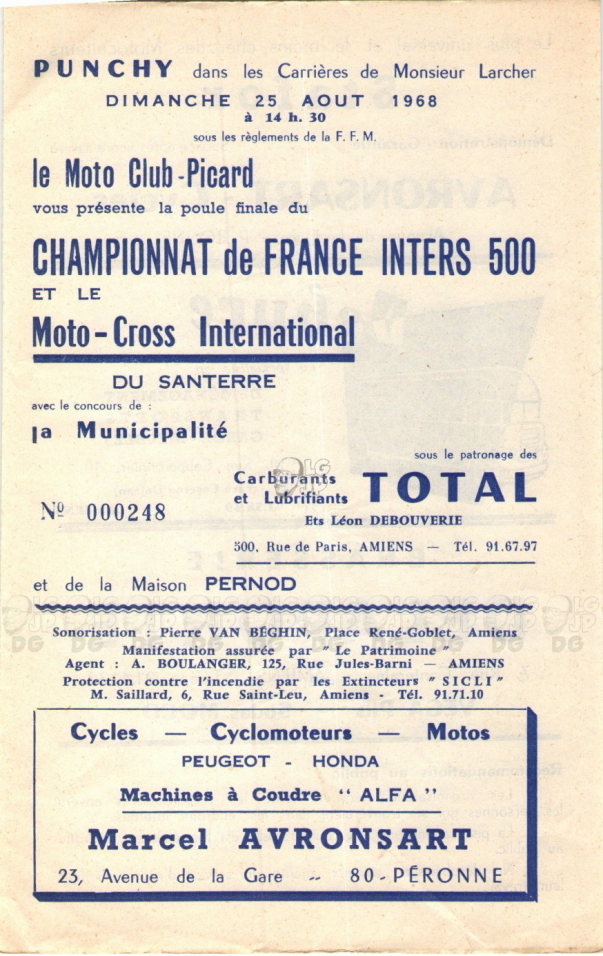 PUNCHY dans les Carrières de Monsieur Larcher
DIMANCHE 25 AOUT 1968
à 14 h. 30
sous les règlements de la F. F. M.
le Moto Club-Picard
vous présente la poule finale du
CHAMPIONNAT de FRANCE INTERS 500
ET LE
Moto-Cross International
DU SANTERRE
avec le concours de :
la Municipalité
sous le patronage des
Carburants et Lubrifiants TOTAL
Ets Léon DEBOUVERIE
Nº 000248
500, Rue de Paris, AMIENS — Tél. 91.67.97
et de la Maison PERNOD
Sonorisation : Pierre VAN BÉGHIN, Place René-Goblet, Amiens
Manifestation assurée par " Le Patrimoine "
Agent : A. BOULANGER, 125, Rue Jules-Barni — AMIENS
Protection contre l'incendie par les Extincteurs " SICLI "
M. Saillard, 6, Rue Saint-Leu, Amiens - Tél. 91.71.10
Cycles — Cyclomoteurs — Motos
PEUGEOT - HONDA
Machines à Coudre " ALFA "
Marcel AVRONSART
23, Avenue de la Gare -- 80-PÉRONNE